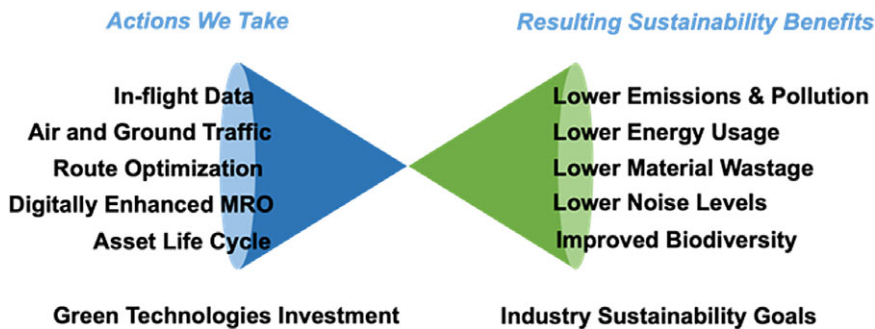 Actions We Take
Resulting Sustainability Benefits
In-flight Data
Air and Ground Traffic
Route Optimization
Digitally Enhanced MRO
Asset Life Cycle
Lower Emissions & Pollution
Lower Energy Usage
Lower Material Wastage
Lower Noise Levels
Improved Biodiversity
Green Technologies Investment
Industry Sustainability Goals